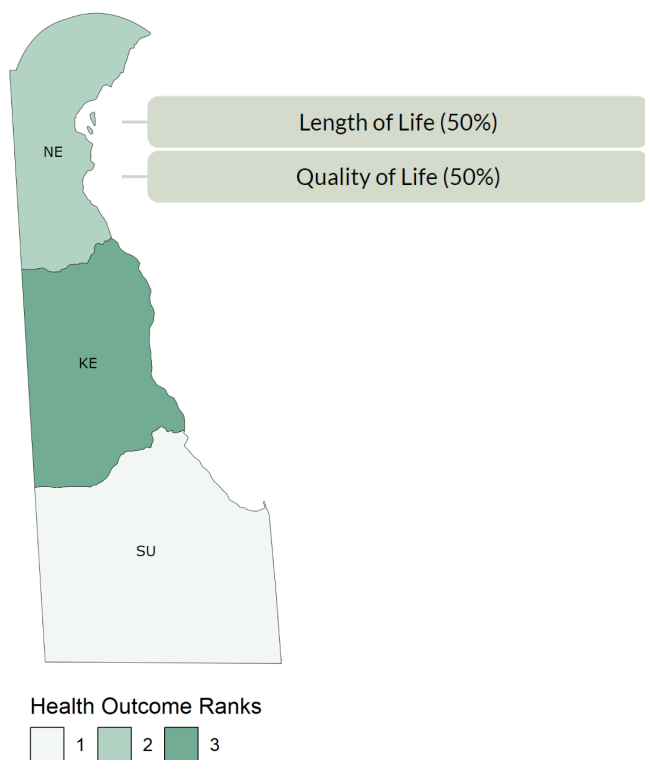 Length of Life (50%)
NE
Quality of Life (50%)
KE
SU
Health Outcome Ranks
1 2 3